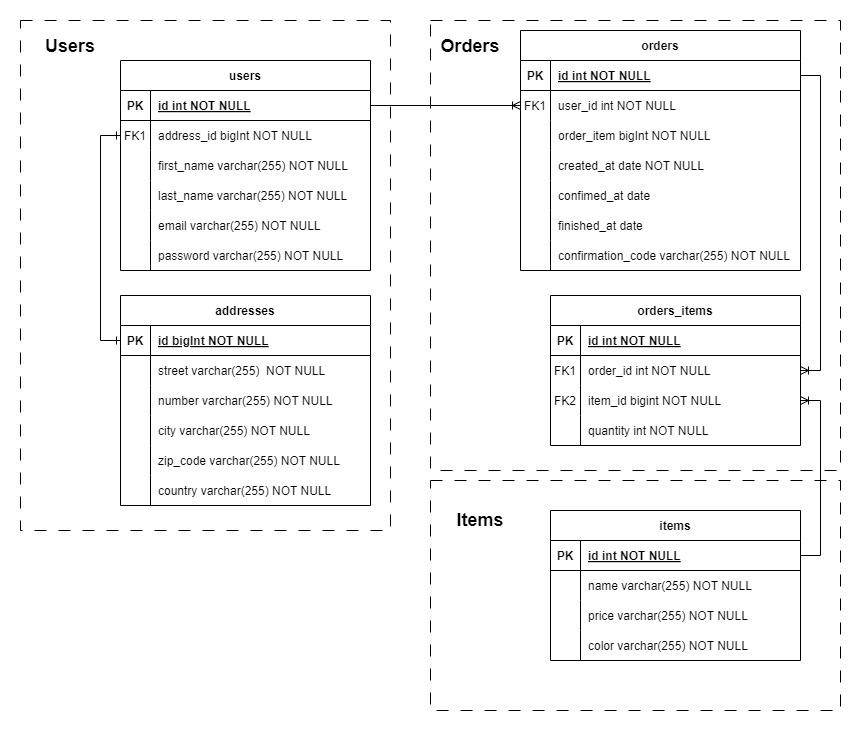 Users
users
PK id int NOT NULL
FK1 address_id bigInt NOT NULL
first_name varchar(255) NOT NULL
last_name varchar(255) NOT NULL
email varchar(255) NOT NULL
password varchar(255) NOT NULL
addresses
PK id bigInt NOT NULL
street varchar(255) NOT NULL
number varchar(255) NOT NULL
city varchar(255) NOT NULL
zip_code varchar(255) NOT NULL
country varchar(255) NOT NULL
Orders
orders
PK id int NOT NULL
FK1 user_id int NOT NULL
order_item bigInt NOT NULL
created_at date NOT NULL
confimed_at date
finished_at date
confirmation_code varchar(255) NOT NULL
orders_items
PK id int NOT NULL
FK1 order_id int NOT NULL
FK2 item_id bigint NOT NULL
quantity int NOT NULL
Items
items
PK id int NOT NULL
name varchar(255) NOT NULL
price varchar(255) NOT NULL
color varchar(255) NOT NULL